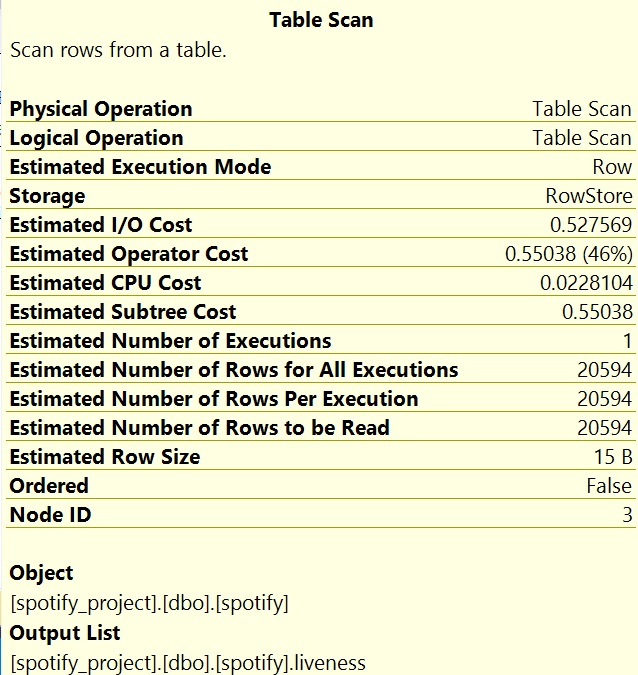 Table Scan
Scan rows from a table.
Physical Operation Table Scan
Logical Operation Table Scan
Estimated Execution Mode Row
Storage RowStore
Estimated I/O Cost 0.527569
Estimated Operator Cost 0.55038 (46%)
Estimated CPU Cost 0.0228104
Estimated Subtree Cost 0.55038
Estimated Number of Executions 1
Estimated Number of Rows for All Executions 20594
Estimated Number of Rows Per Execution 20594
Estimated Number of Rows to be Read 20594
Estimated Row Size 15 B
Ordered False
Node ID 3
Object
[spotify_project].[dbo].[spotify]
Output List
[spotify_project].[dbo].[spotify].liveness